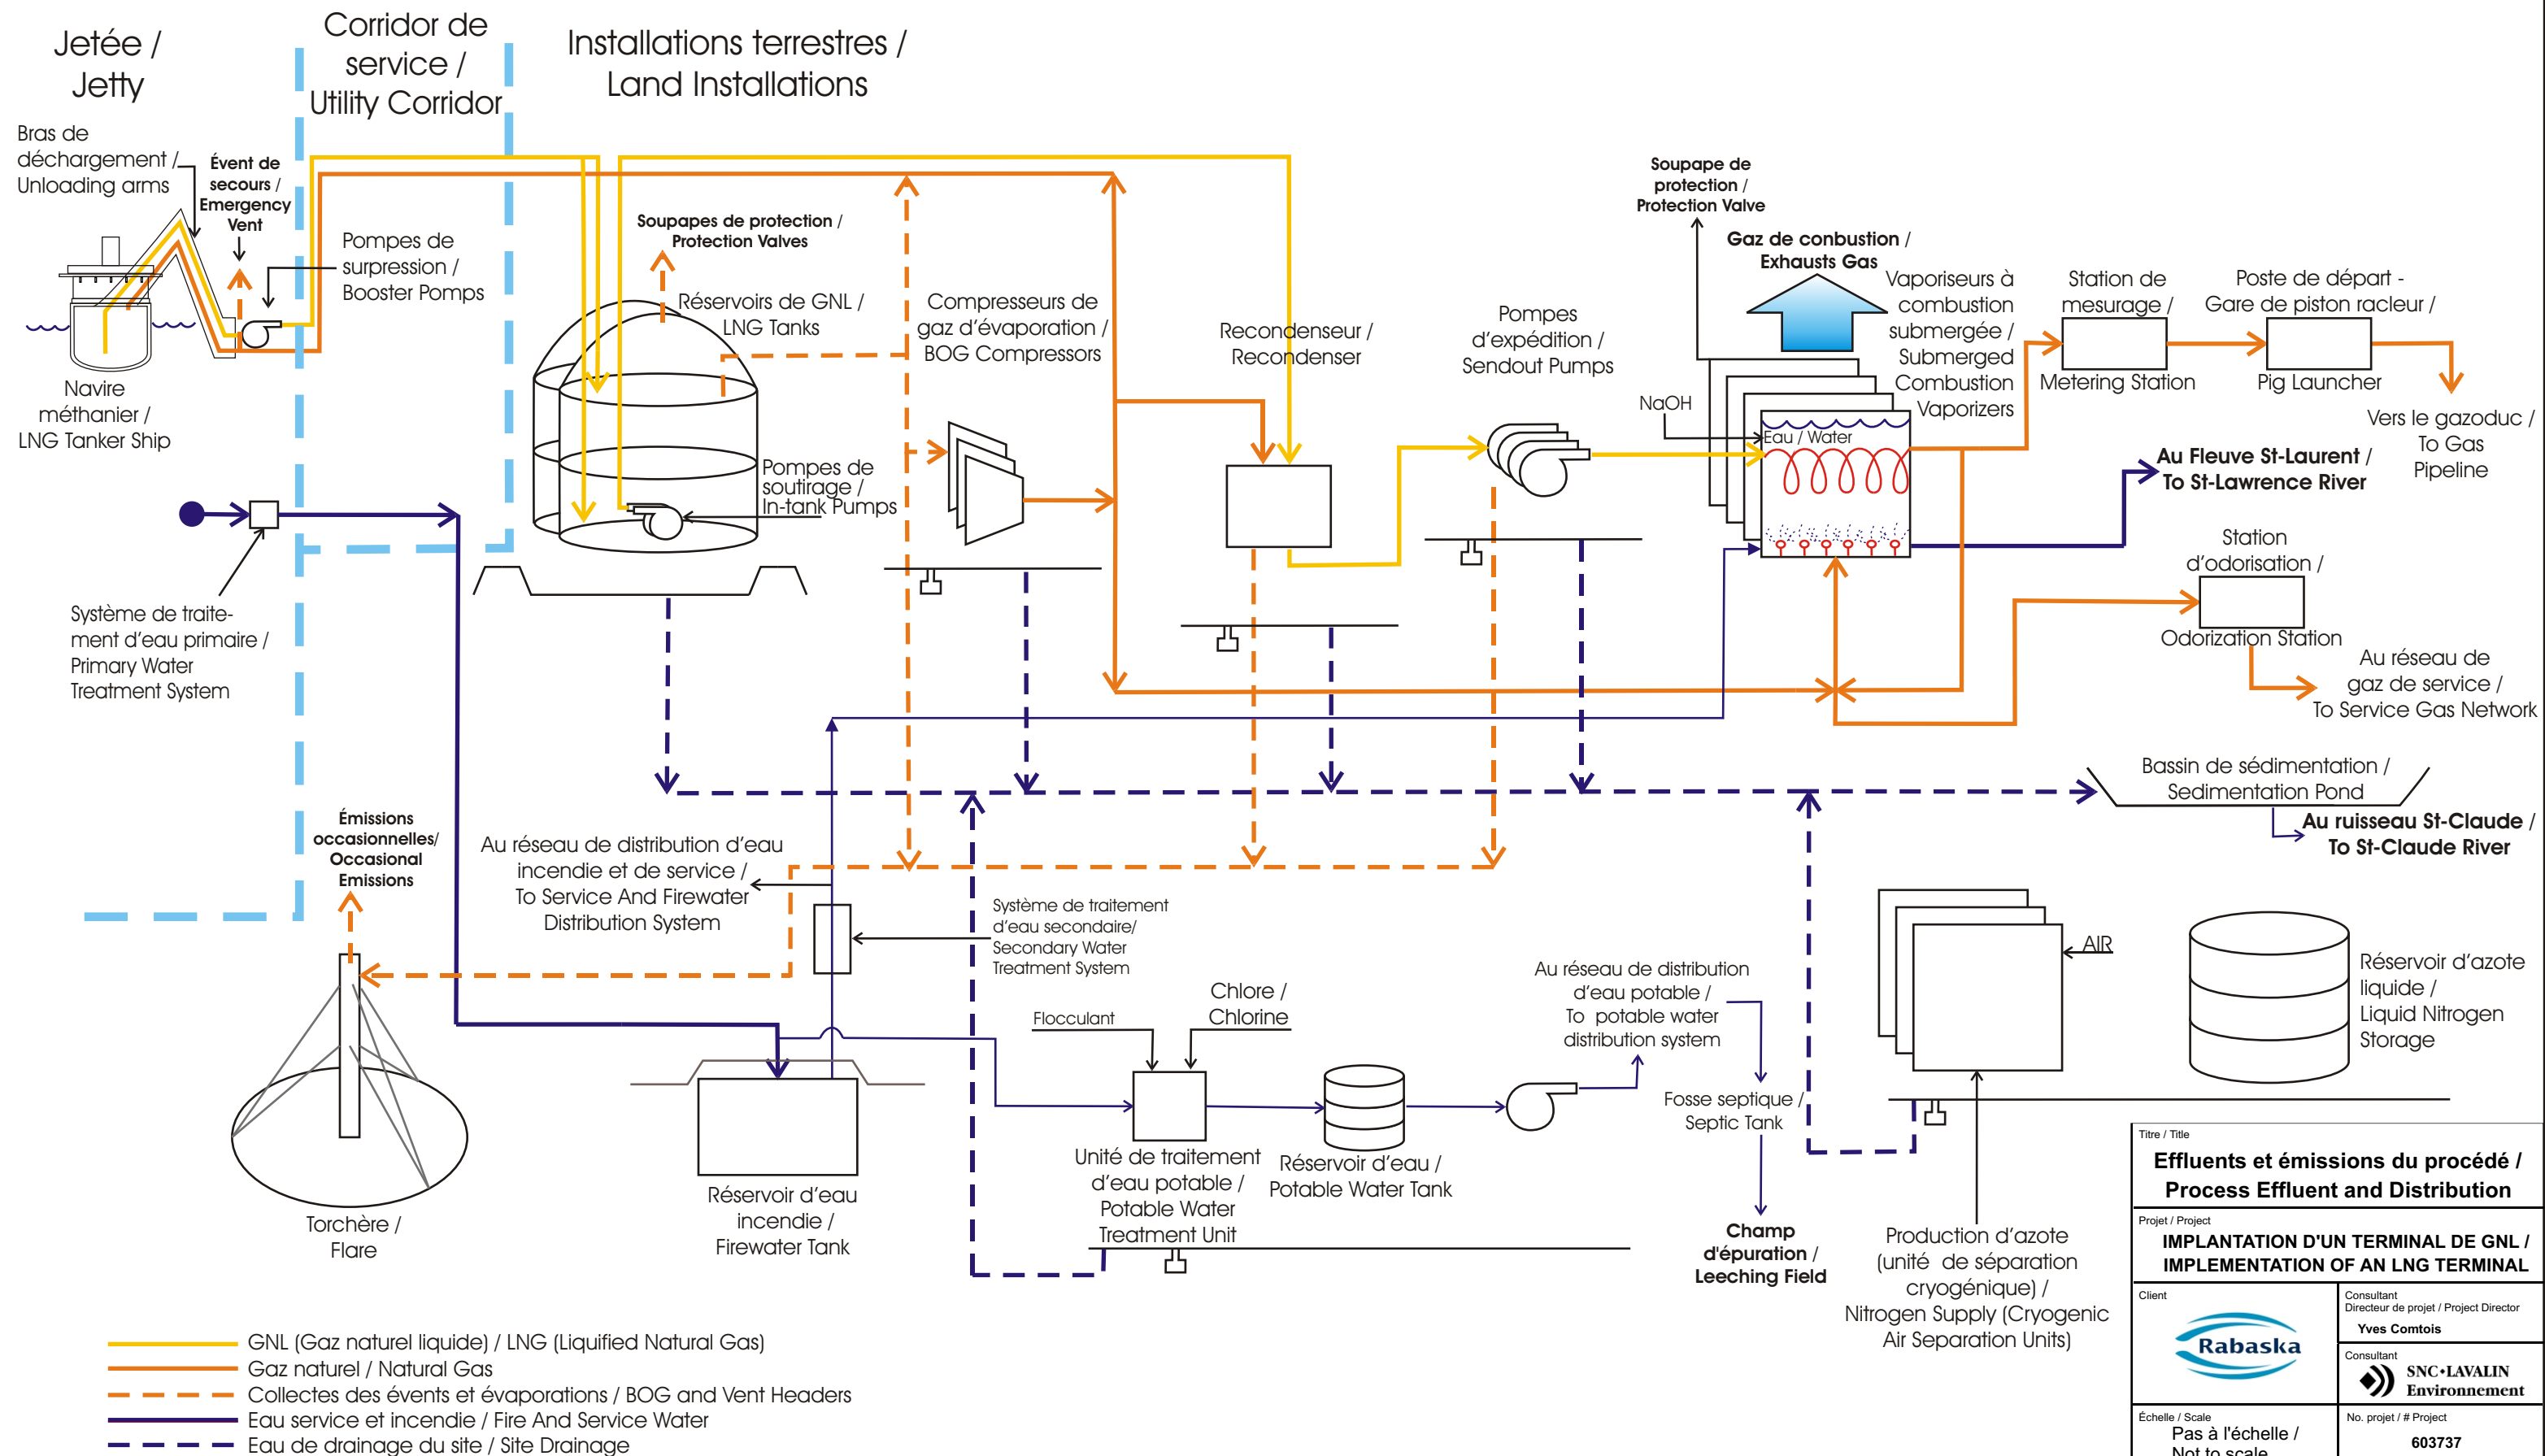 Jetée /
Jetty
Corridor de
service /
Utility Corridor
Installations terrestres /
Land Installations
Bras de
déchargement /
Unloading arms
Évent de
secours /
Emergency
Vent
Pompes de
surpression /
Booster Pomps
Navire
méthanier /
LNG Tanker Ship
Soupapes de protection /
Protection Valves
Réservoirs de GNL /
LNG Tanks
Pompes de
soutirage /
In-tank Pumps
Compresseurs de
gaz d'évaporation /
BOG Compressors
Recondenseur /
Recondenser
Pompes
d'expédition /
Sendout Pumps
Soupape de
protection /
Protection Valve
Gaz de conbustion /
Exhausts Gas
Vaporiseurs à
combustion
submergée /
Submerged
Combustion
Vaporizers
NaOH
Eau / Water
Station de
mesurage /
Metering Station
Poste de départ -
Gare de piston racleur /
Pig Launcher
Vers le gazoduc /
To Gas
Pipeline
Au Fleuve St-Laurent /
To St-Lawrence River
Station
d'odorisation /
Odorization Station
Au réseau de
gaz de service /
To Service Gas Network
Système de traite-
ment d'eau primaire /
Primary Water
Treatment System
Bassin de sédimentation /
Sedimentation Pond
Au ruisseau St-Claude /
To St-Claude River
Émissions
occasionnelles/
Occasional
Emissions
Torchère /
Flare
Au réseau de distribution d'eau
incendie et de service /
To Service And Firewater
Distribution System
Système de traitement
d'eau secondaire/
Secondary Water
Treatment System
Réservoir d'eau
incendie /
Firewater Tank
Flocculant
Chlore /
Chlorine
Unité de traitement
d'eau potable /
Potable Water
Treatment Unit
Réservoir d'eau /
Potable Water Tank
Au réseau de distribution
d'eau potable /
To potable water
distribution system
Fosse septique /
Septic Tank
Champ
d'épuration /
Leeching Field
AIR
Production d'azote
(unité de séparation
cryogénique) /
Nitrogen Supply (Cryogenic
Air Separation Units)
Réservoir d'azote
liquide /
Liquid Nitrogen
Storage
GNL (Gaz naturel liquide) / LNG (Liquified Natural Gas)
Gaz naturel / Natural Gas
Collectes des évents et évaporations / BOG and Vent Headers
Eau service et incendie / Fire And Service Water
Eau de drainage du site / Site Drainage
Titre / Title
Effluents et émissions du procédé /
Process Effluent and Distribution
Projet / Project
IMPLANTATION D'UN TERMINAL DE GNL /
IMPLEMENTATION OF AN LNG TERMINAL
Client
Rabaska
Consultant
Directeur de projet / Project Director
Yves Comtois
Consultant
SNC•LAVALIN
Environnement
Échelle / Scale
Pas à l'échelle /
Not to scale
No. projet / # Project
603737